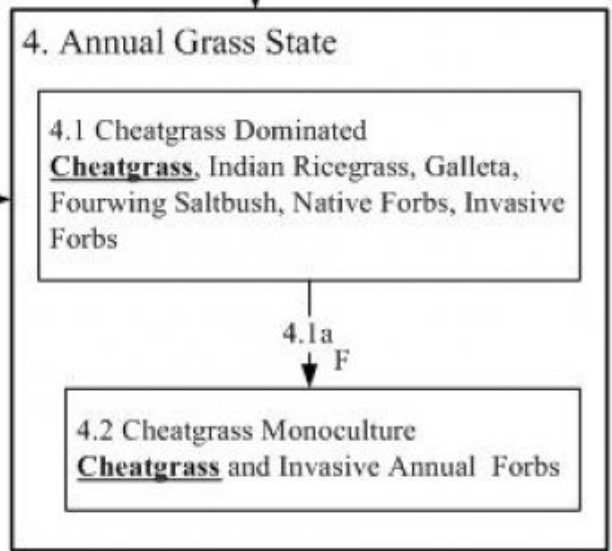 4. Annual Grass State
4.1 Cheatgrass Dominated
Cheatgrass, Indian Ricegrass, Galleta,
Fourwing Saltbush, Native Forbs, Invasive
Forbs
4.1a
F
4.2 Cheatgrass Monoculture
Cheatgrass and Invasive Annual Forbs